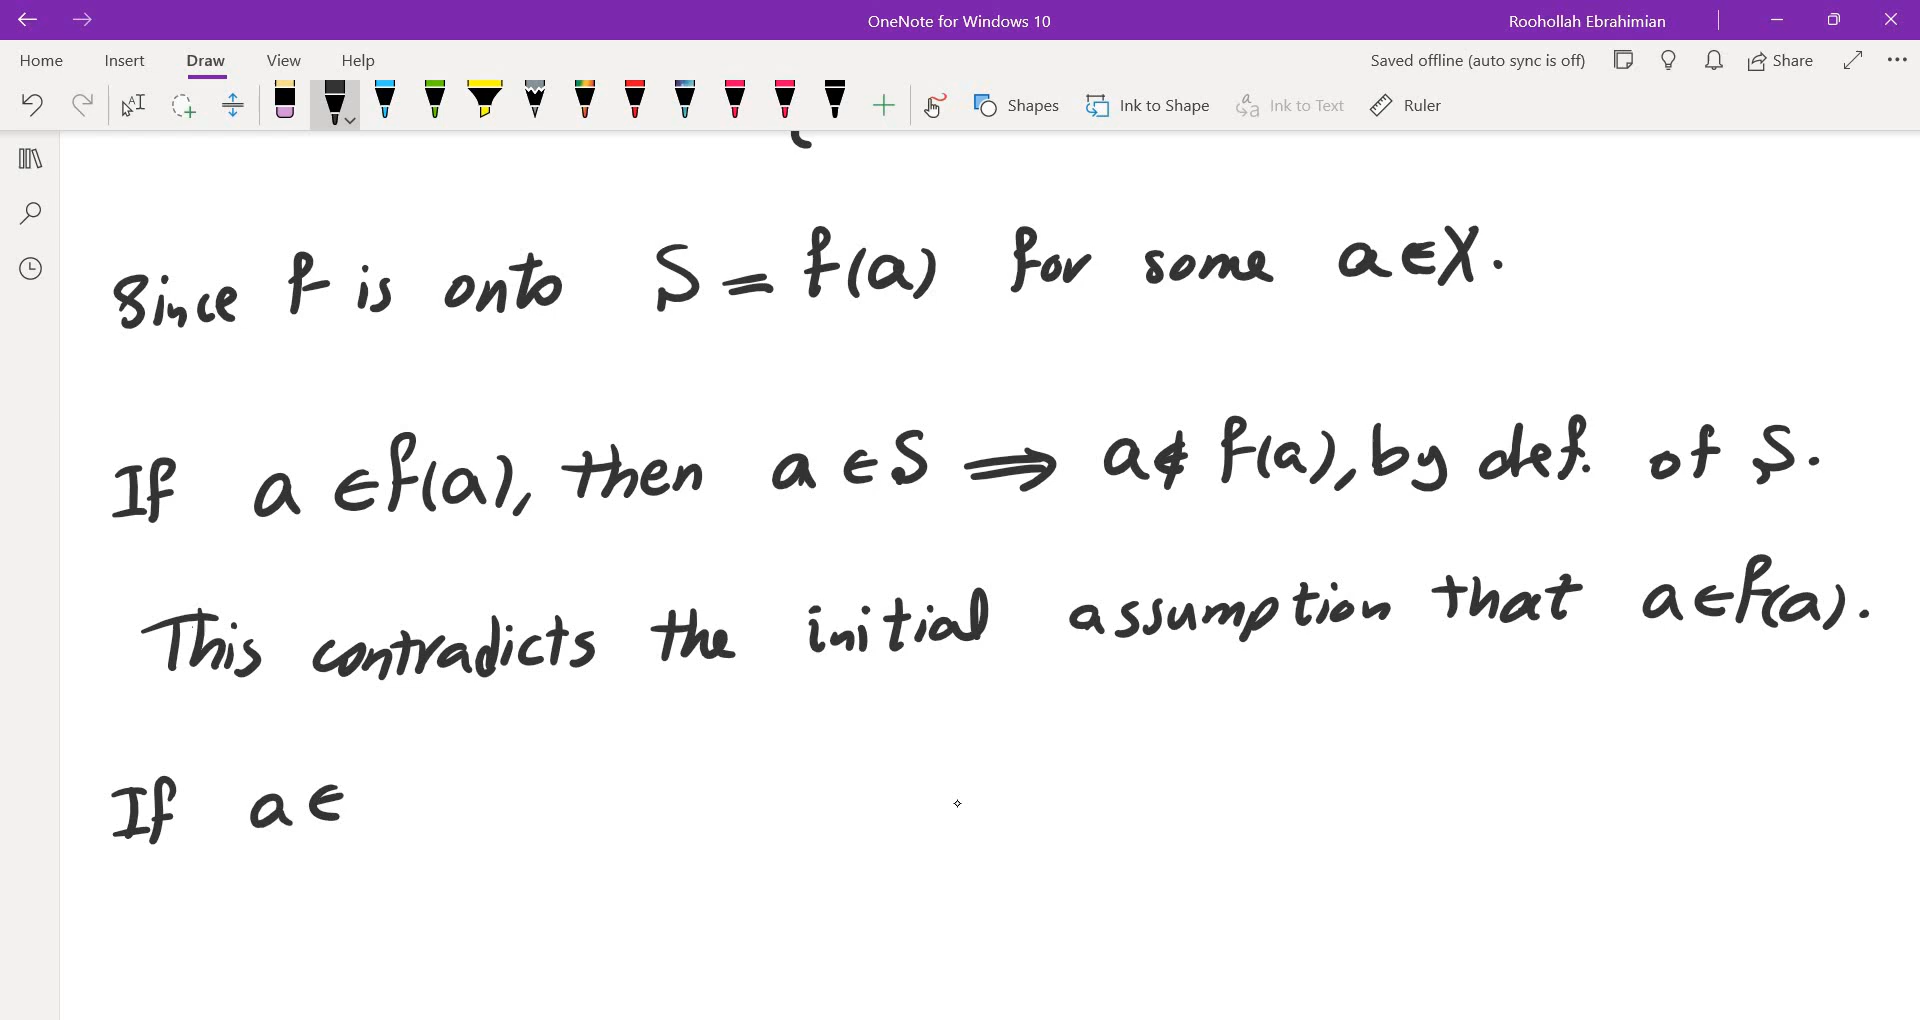 OneNote for Windows 10
Roohollah Ebrahimian
Home Insert Draw View Help
Saved offline (auto sync is off) Share
Shapes Ink to Shape Ink to Text Ruler
Since f is onto S = f(a) for some a ∈ X.
If a ∈ f(a), then a ∈ S ⟹ a ∉ f(a), by def. of S.
This contradicts the initial assumption that a ∈ f(a).
If a ∈